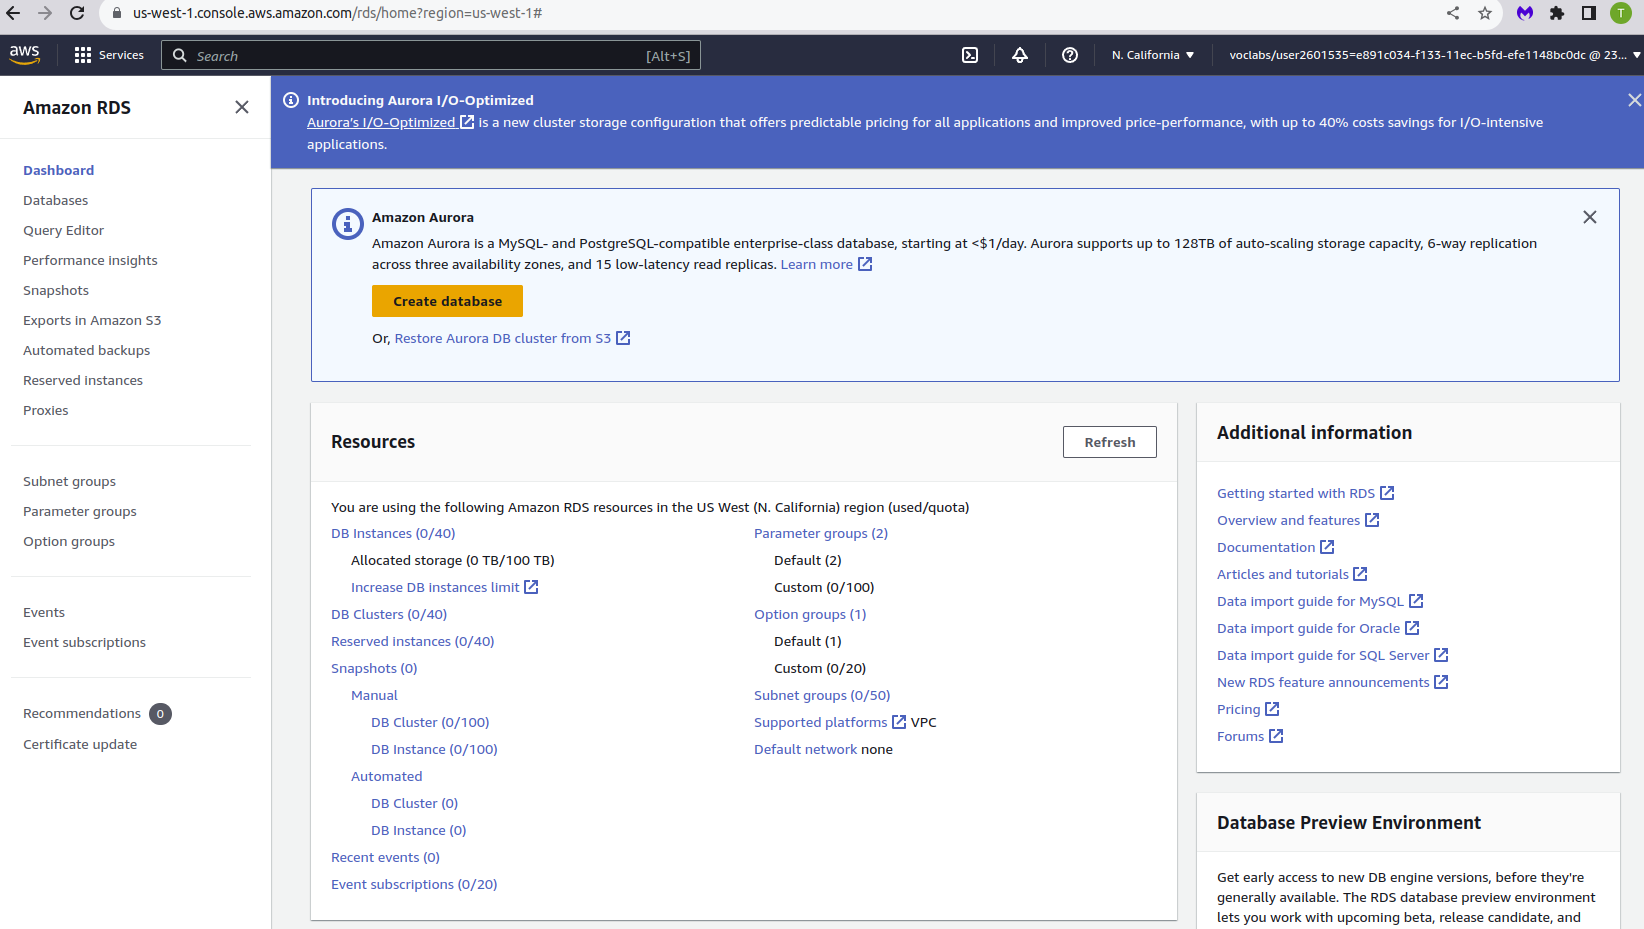 us-west-1.console.aws.amazon.com/rds/home?region=us-west-1#
T
aws
Services
Search
[Alt+S]
N. California
voclabs/user2601535=e891c034-f133-11ec-b5fd-efe1148bc0dc @ 23...
Amazon RDS
Dashboard
Databases
Query Editor
Performance insights
Snapshots
Exports in Amazon S3
Automated backups
Reserved instances
Proxies
Subnet groups
Parameter groups
Option groups
Events
Event subscriptions
Recommendations 0
Certificate update
Introducing Aurora I/O-Optimized
Aurora's I/O-Optimized is a new cluster storage configuration that offers predictable pricing for all applications and improved price-performance, with up to 40% costs savings for I/O-intensive
applications.
Amazon Aurora
Amazon Aurora is a MySQL- and PostgreSQL-compatible enterprise-class database, starting at <$1/day. Aurora supports up to 128TB of auto-scaling storage capacity, 6-way replication
across three availability zones, and 15 low-latency read replicas. Learn more
Create database
Or, Restore Aurora DB cluster from S3
Resources
Refresh
You are using the following Amazon RDS resources in the US West (N. California) region (used/quota)
DB Instances (0/40)
Allocated storage (0 TB/100 TB)
Increase DB instances limit
DB Clusters (0/40)
Reserved instances (0/40)
Snapshots (0)
Manual
DB Cluster (0/100)
DB Instance (0/100)
Automated
DB Cluster (0)
DB Instance (0)
Recent events (0)
Event subscriptions (0/20)
Parameter groups (2)
Default (2)
Custom (0/100)
Option groups (1)
Default (1)
Custom (0/20)
Subnet groups (0/50)
Supported platforms VPC
Default network none
Additional information
Getting started with RDS
Overview and features
Documentation
Articles and tutorials
Data import guide for MySQL
Data import guide for Oracle
Data import guide for SQL Server
New RDS feature announcements
Pricing
Forums
Database Preview Environment
Get early access to new DB engine versions, before they're
generally available. The RDS database preview environment
lets you work with upcoming beta, release candidate, and